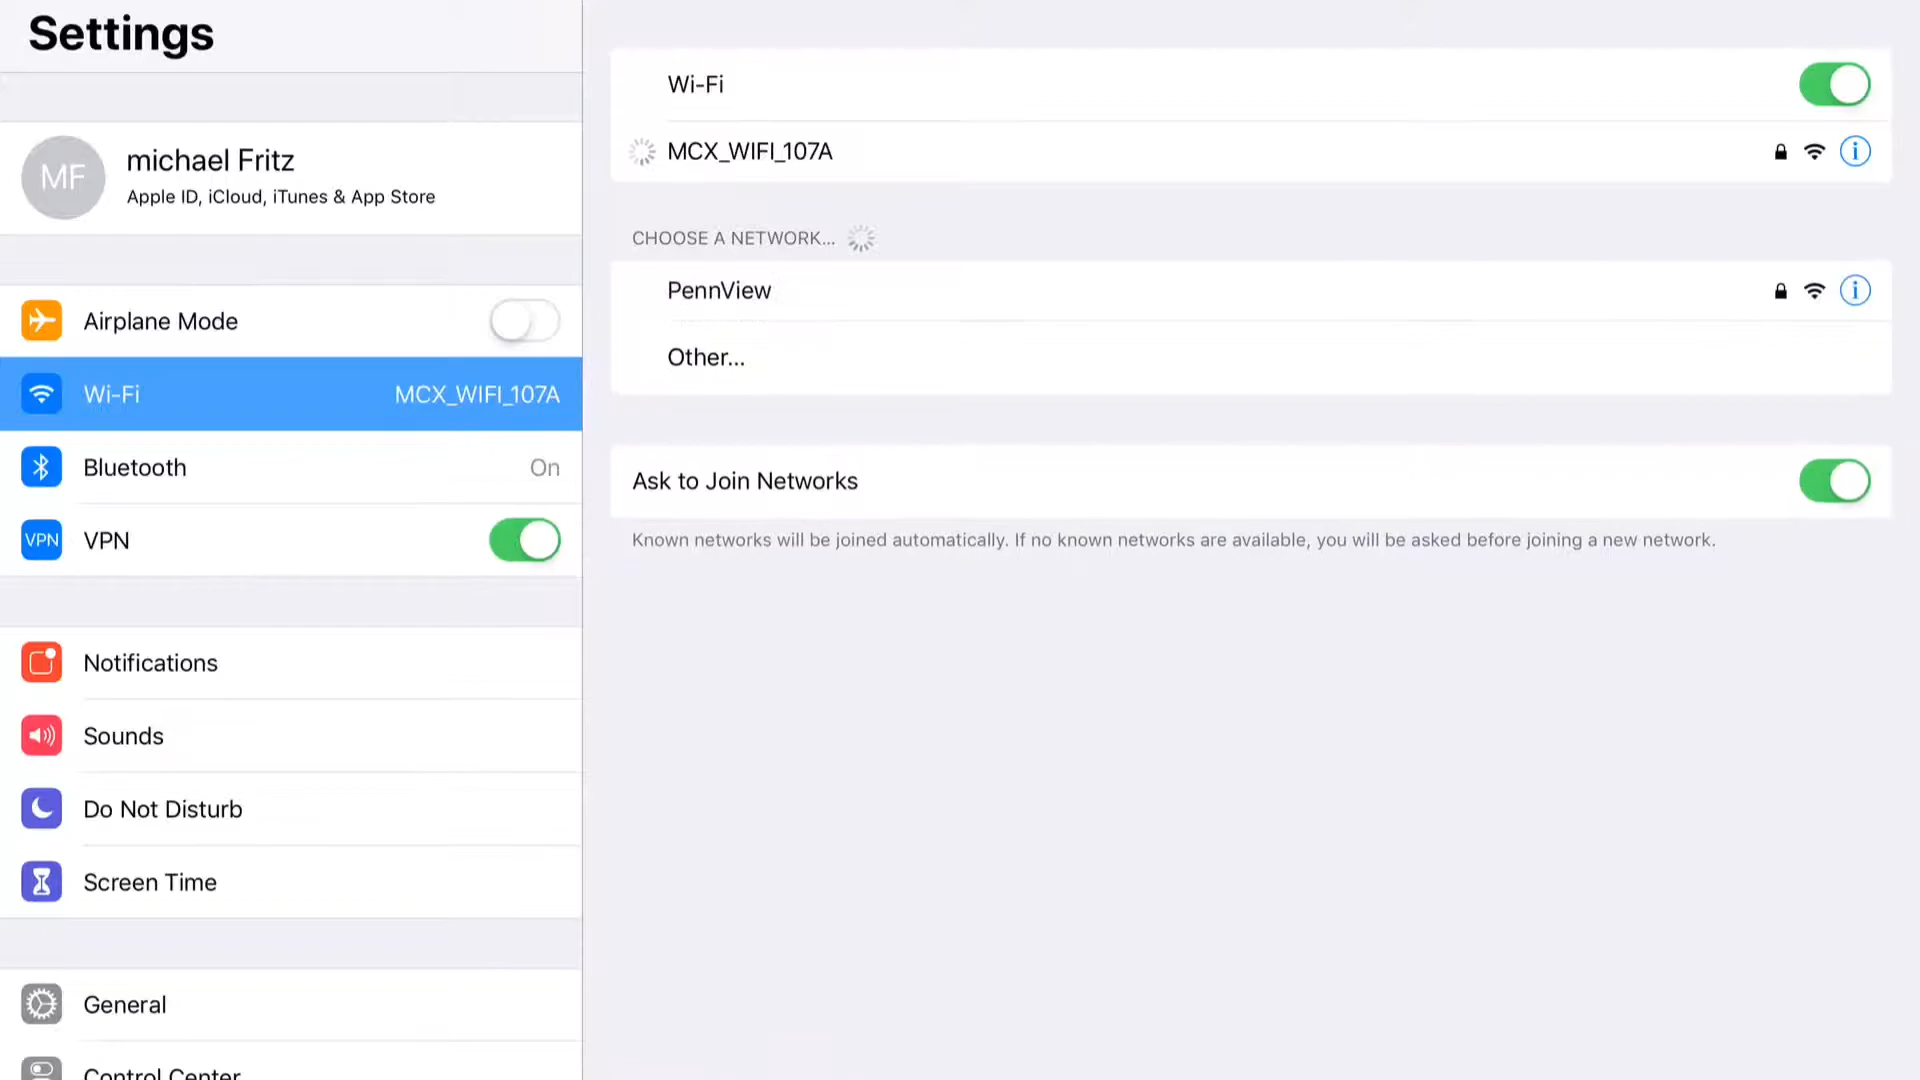 Settings
MF
michael Fritz
Apple ID, iCloud, iTunes & App Store
Airplane Mode
Wi-Fi MCX_WIFI_107A
Bluetooth On
VPN VPN
Notifications
Sounds
Do Not Disturb
Screen Time
General
Control Center
Wi-Fi
MCX_WIFI_107A
CHOOSE A NETWORK...
PennView
Other...
Ask to Join Networks
Known networks will be joined automatically. If no known networks are available, you will be asked before joining a new network.